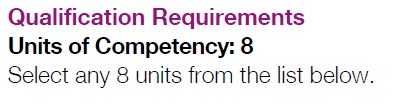 Qualification Requirements
Units of Competency: 8
Select any 8 units from the list below.